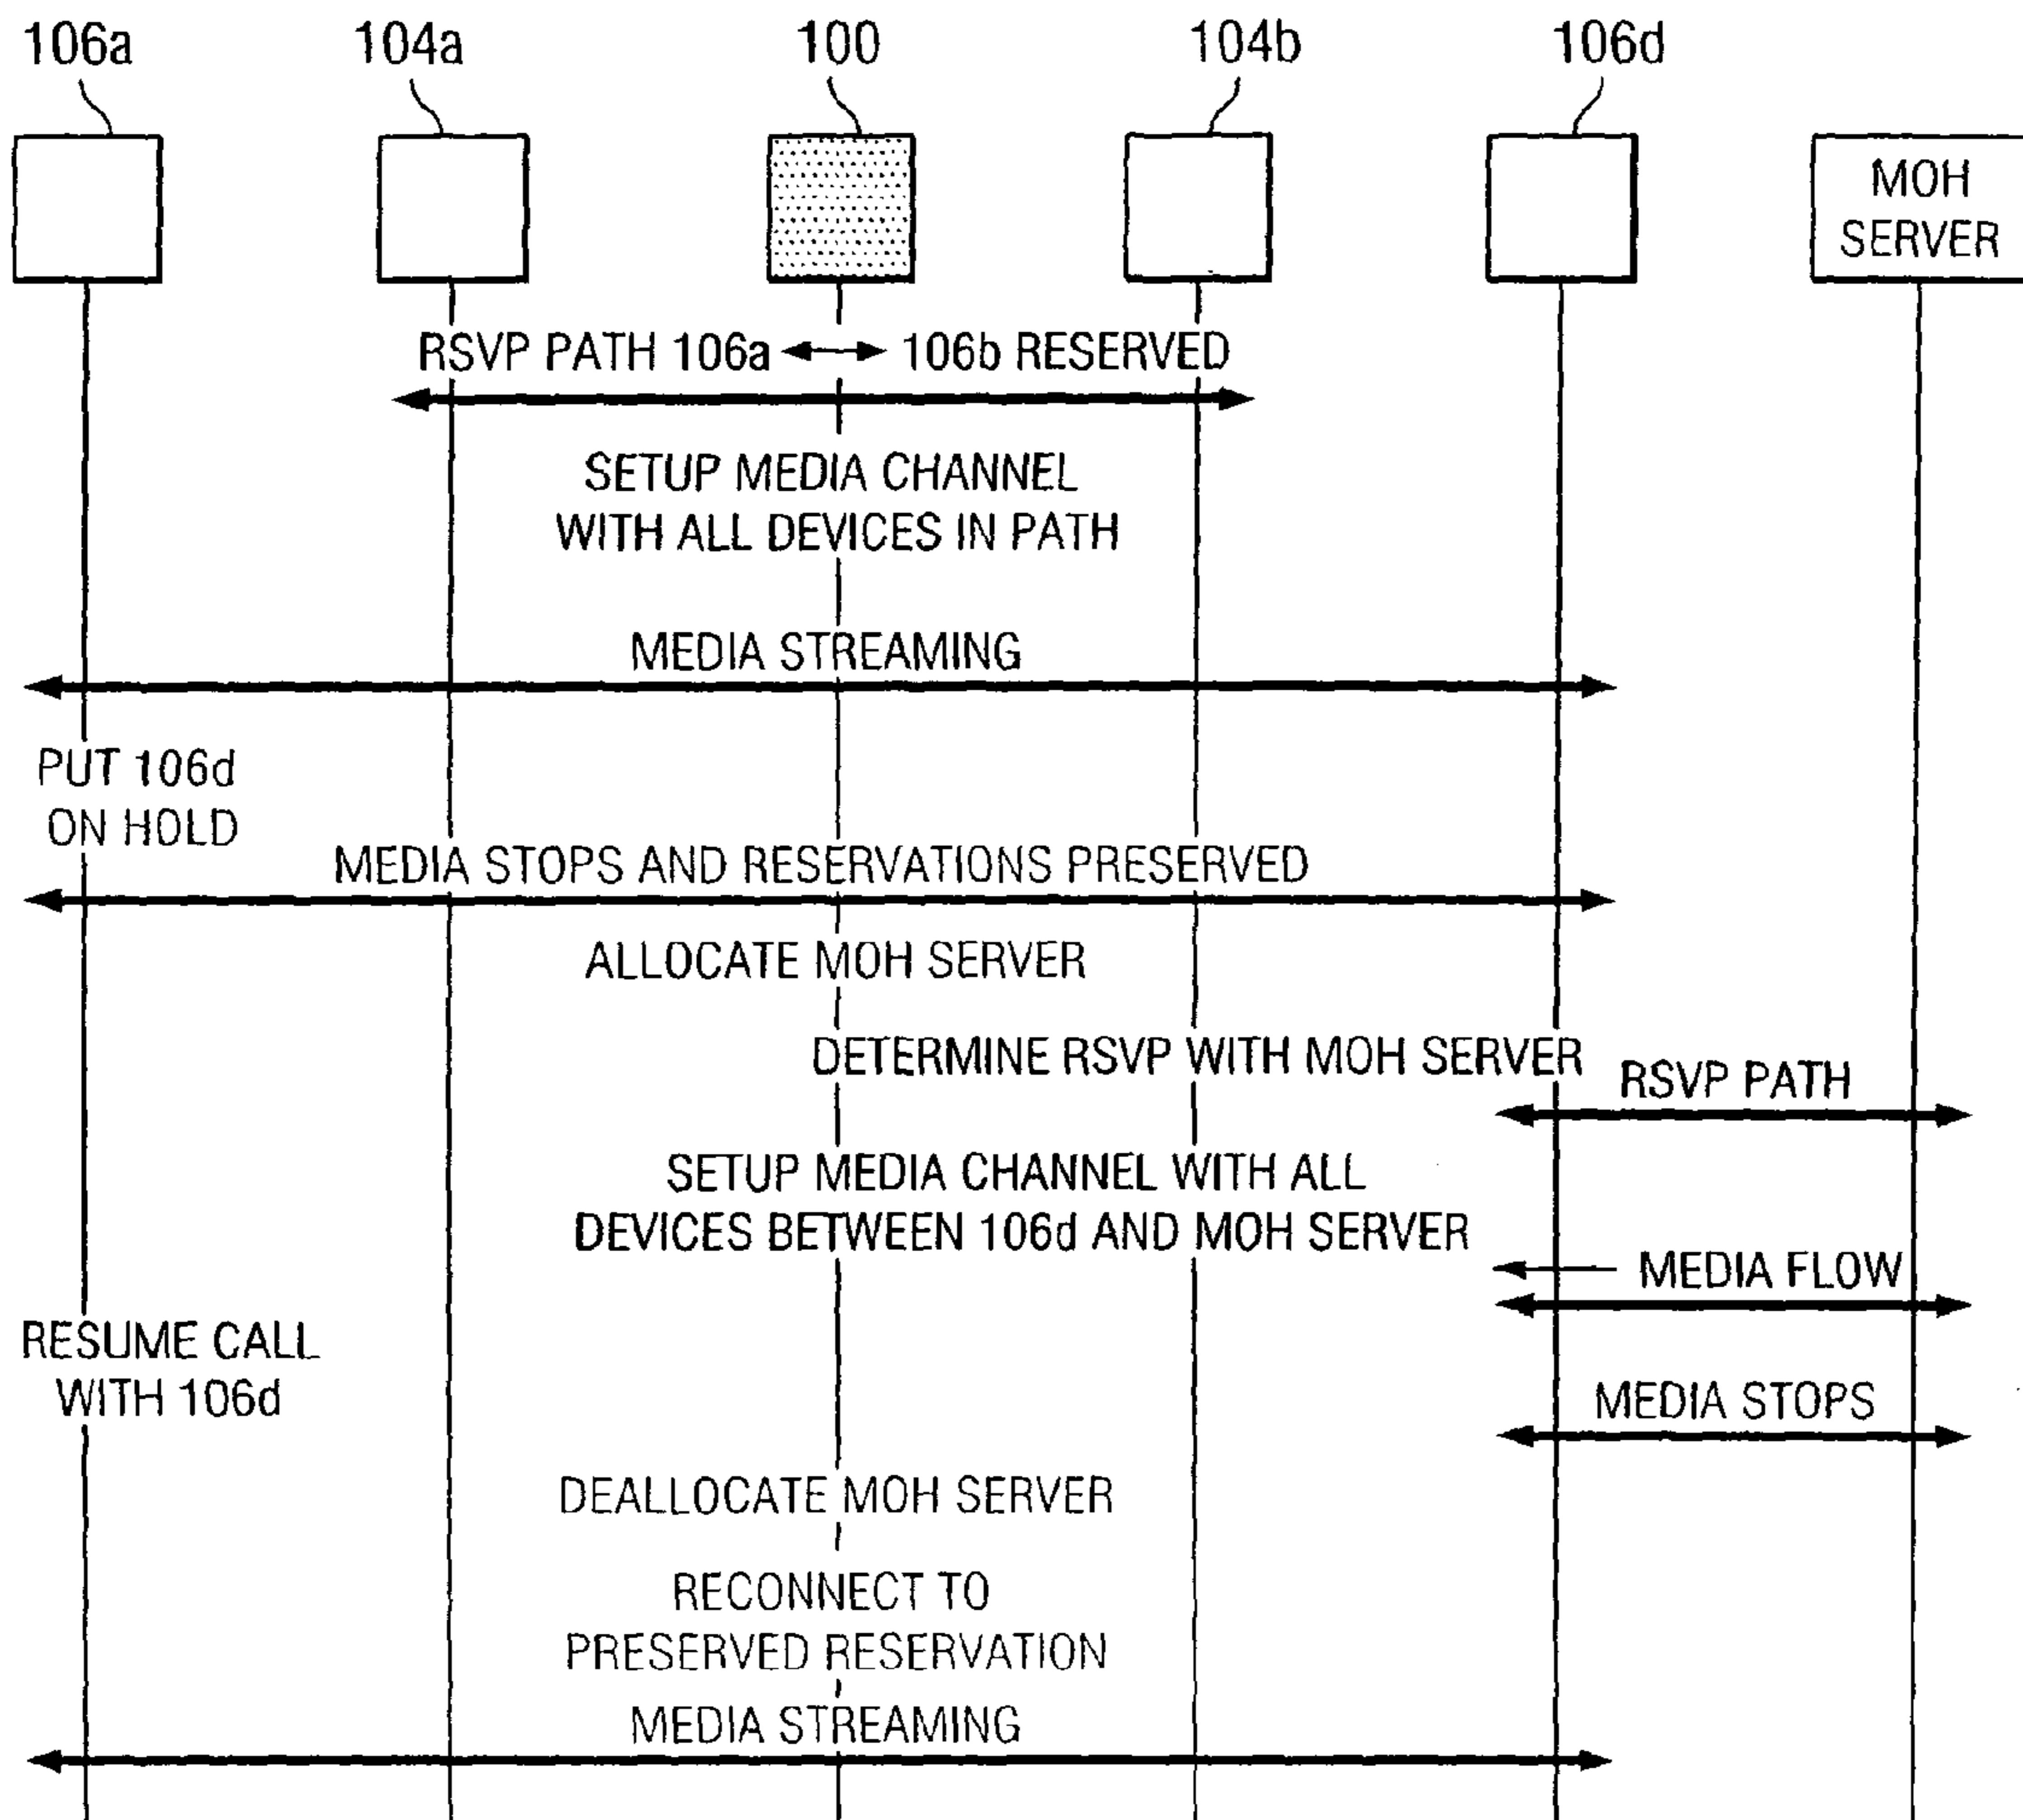 106a 104a 100 104b 106d
MOH
SERVER
RSVP PATH 106a ↔ 106b RESERVED
SETUP MEDIA CHANNEL
WITH ALL DEVICES IN PATH
MEDIA STREAMING
PUT 106d
ON HOLD
MEDIA STOPS AND RESERVATIONS PRESERVED
ALLOCATE MOH SERVER
DETERMINE RSVP WITH MOH SERVER
RSVP PATH
SETUP MEDIA CHANNEL WITH ALL
DEVICES BETWEEN 106d AND MOH SERVER
MEDIA FLOW
RESUME CALL
WITH 106d
MEDIA STOPS
DEALLOCATE MOH SERVER
RECONNECT TO
PRESERVED RESERVATION
MEDIA STREAMING